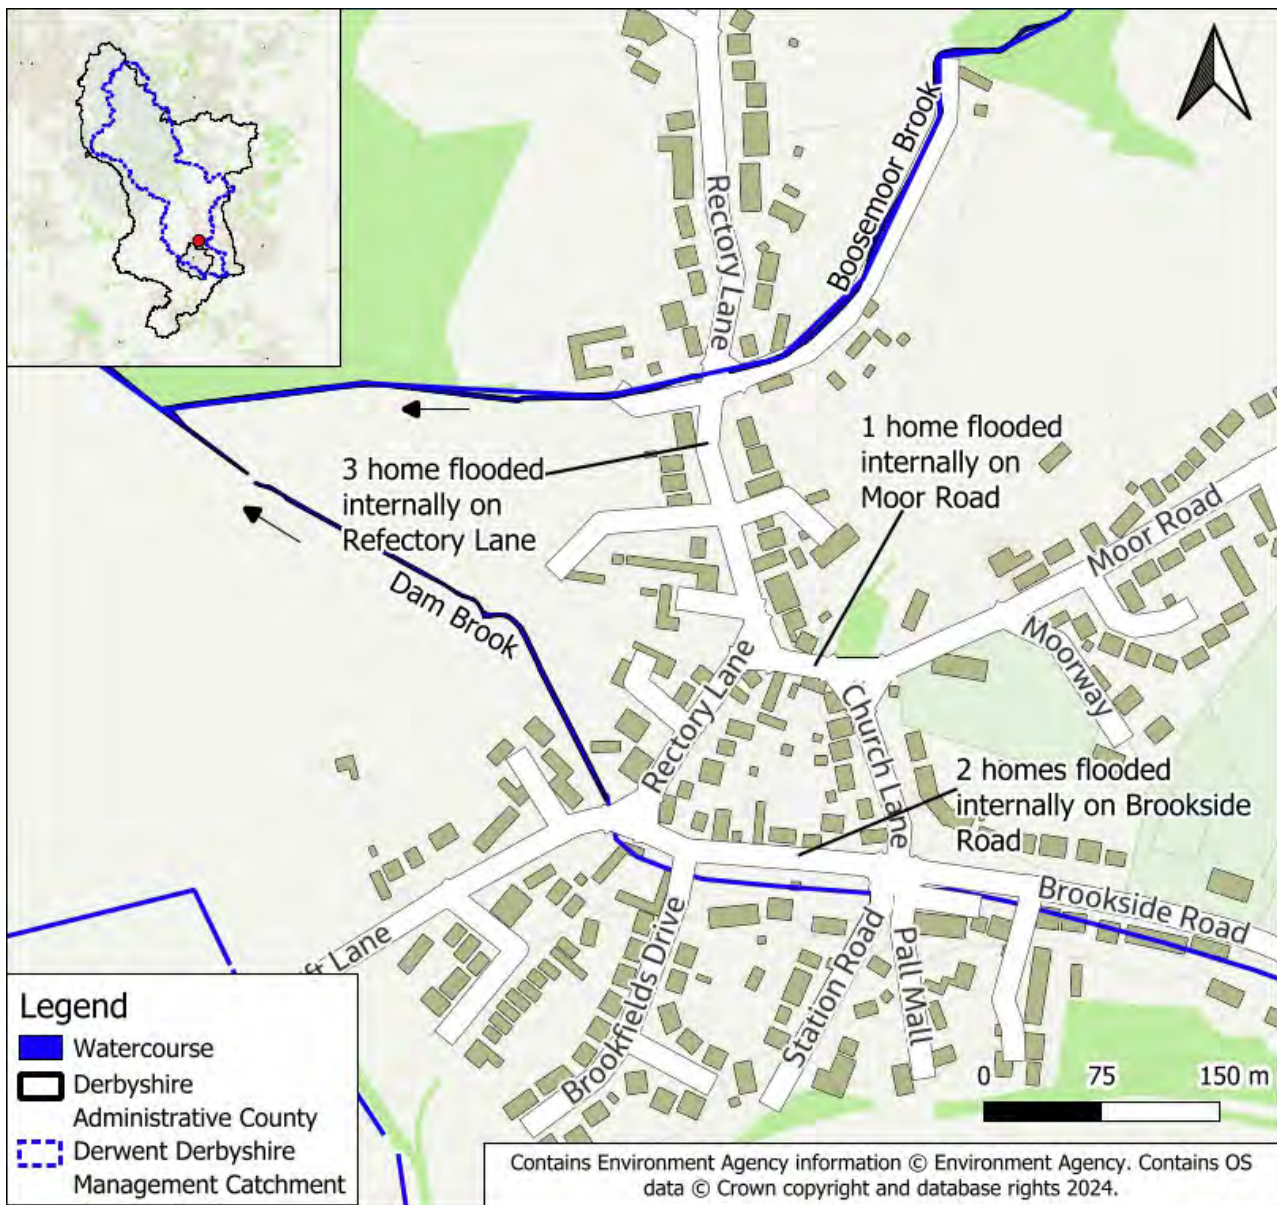 Boosemoor Brook
Rectory Lane
1 home flooded
internally on
Moor Road
3 home flooded
internally on
Refectory Lane
Moor Road
Dam Brook
Moorway
Rectory Lane
Church Lane
2 homes flooded
internally on Brookside
Road
Brookside Road
ft Lane
Brookfields Drive
Station Road
Pall Mall
Legend
Watercourse
Derbyshire
Administrative County
Derwent Derbyshire
Management Catchment
0 75 150 m
Contains Environment Agency information © Environment Agency. Contains OS
data © Crown copyright and database rights 2024.